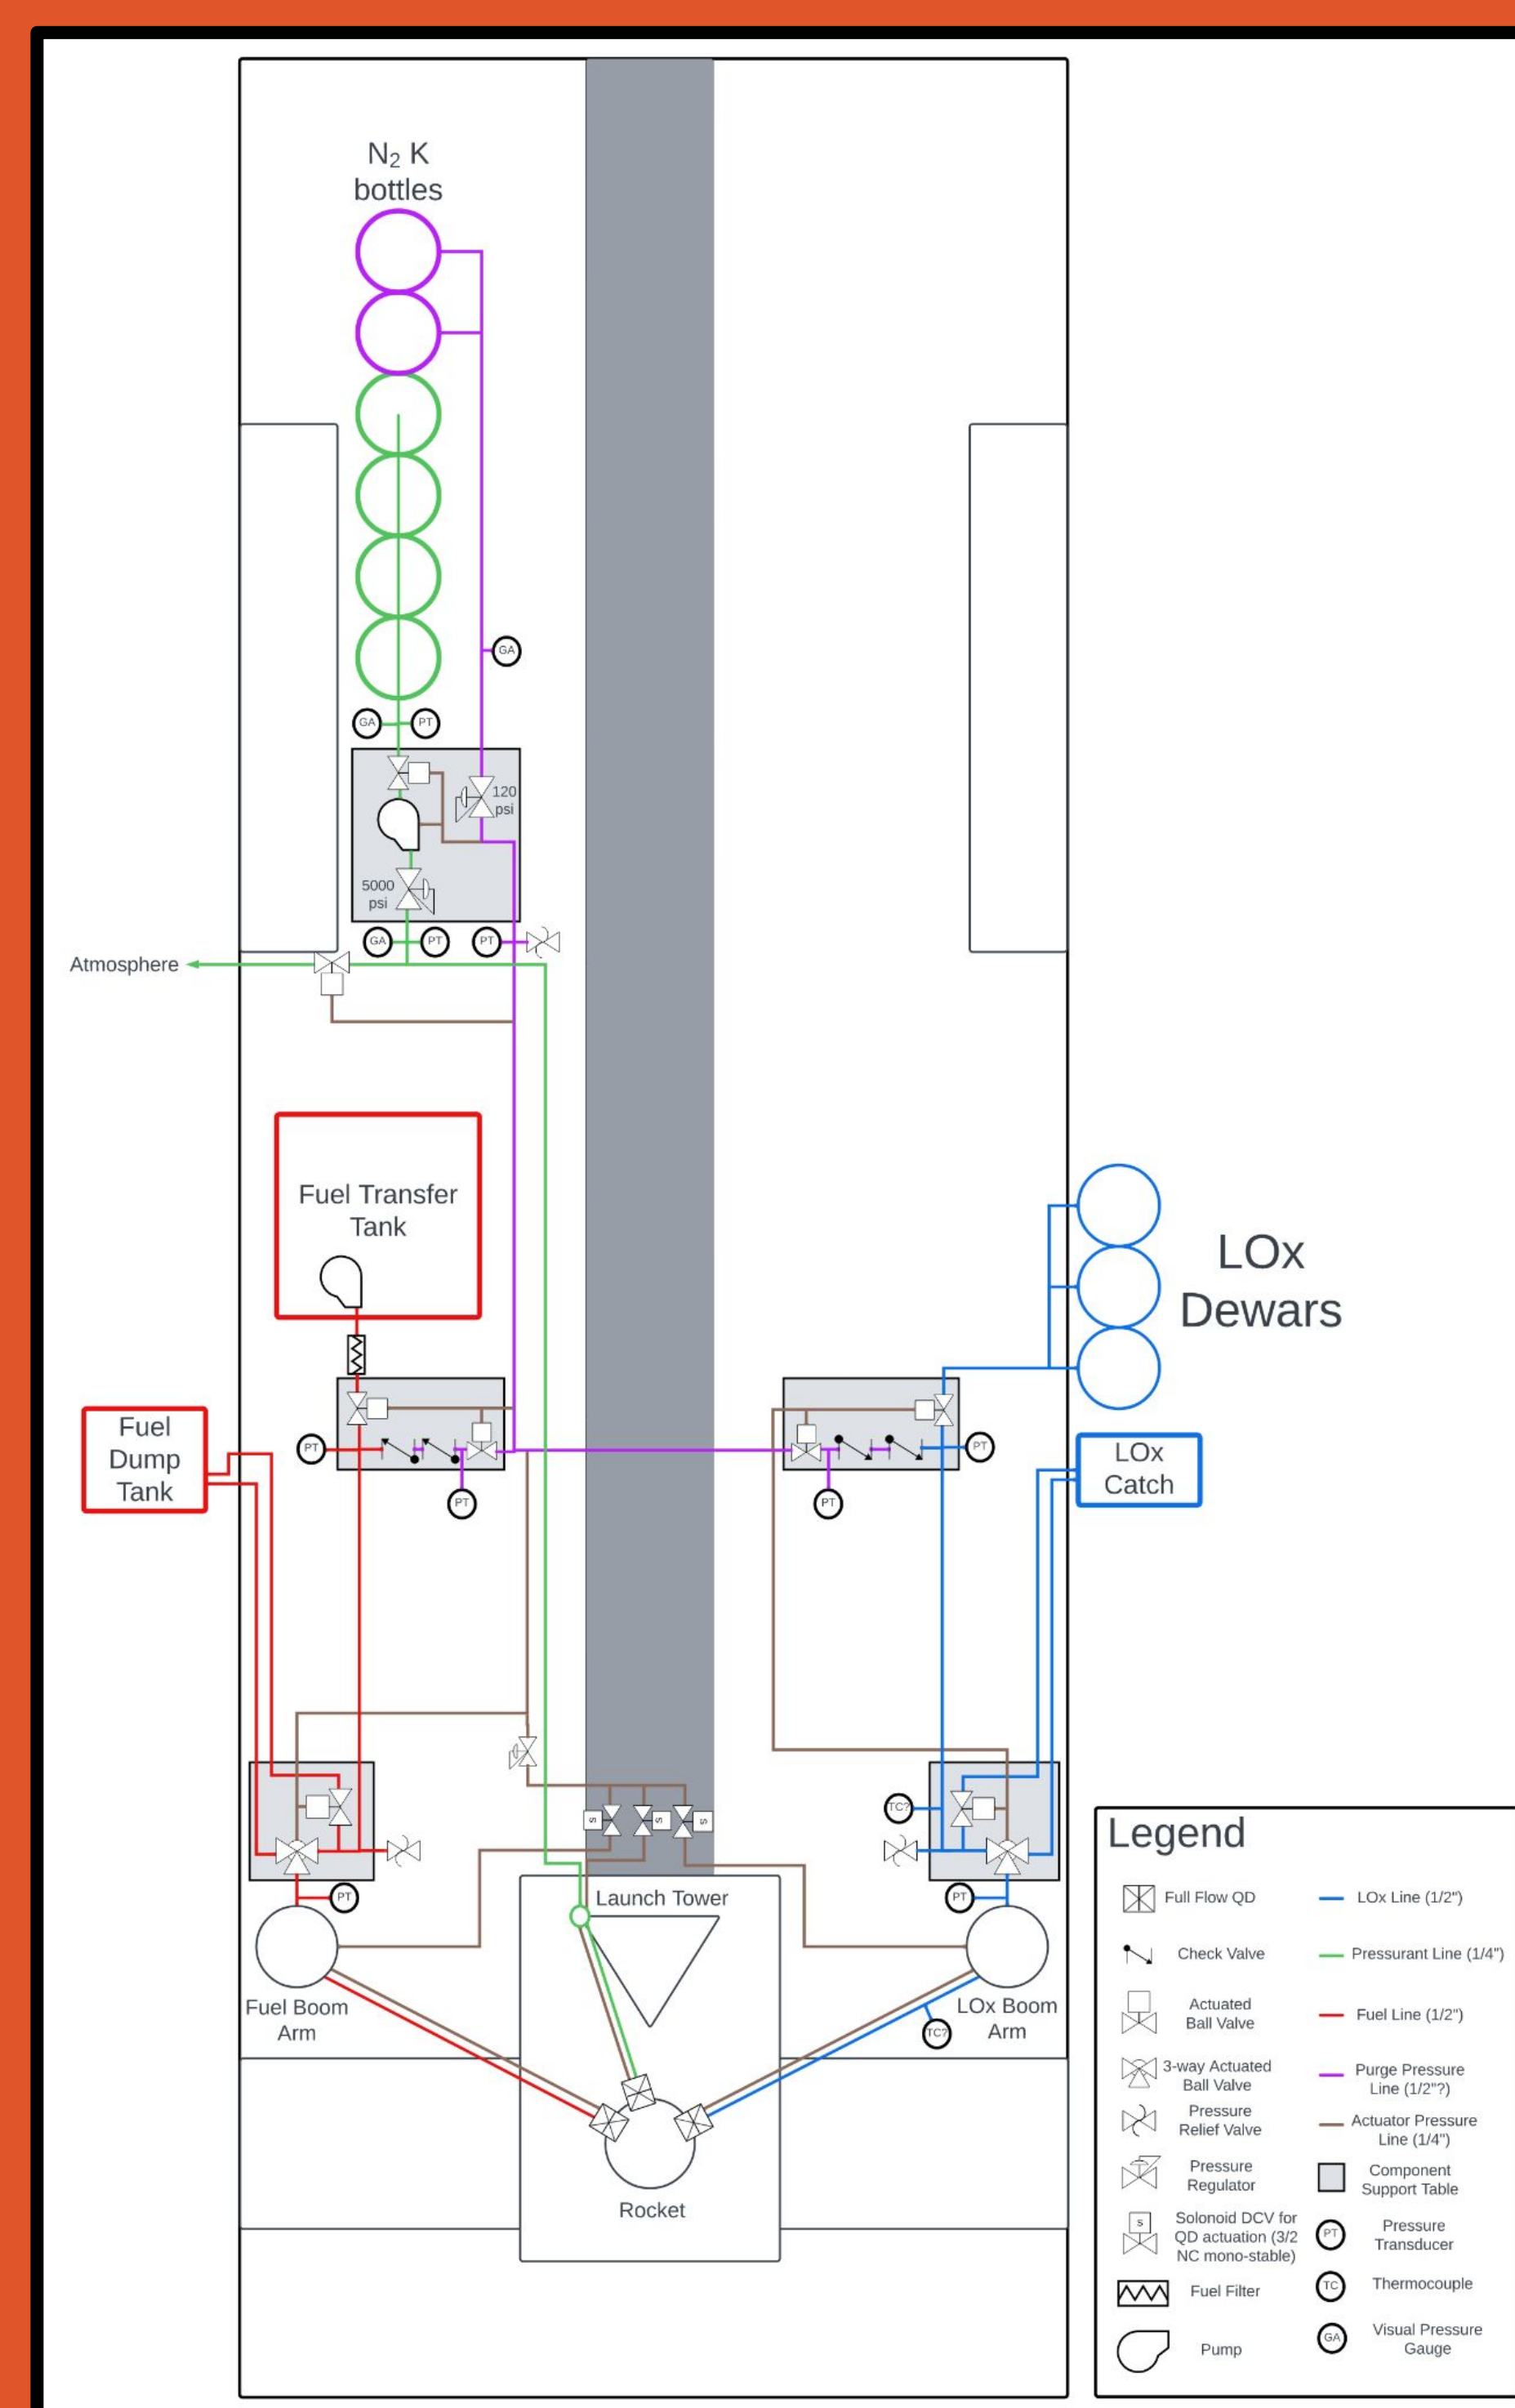 N₂ K
bottles
GA
GA
PT
120
psi
5000
psi
GA
PT
PT
Atmosphere
Fuel Transfer
Tank
LOx
Dewars
Fuel
Dump
Tank
PT
PT
PT
PT
LOx
Catch
TC?
s
s
s
PT
PT
Launch Tower
Fuel Boom
Arm
LOx Boom
Arm
TC?
Rocket
Legend
Full Flow QD
LOx Line (1/2")
Check Valve
Pressurant Line (1/4")
Actuated
Ball Valve
Fuel Line (1/2")
3-way Actuated
Ball Valve
Purge Pressure
Line (1/2"?)
Pressure
Relief Valve
Actuator Pressure
Line (1/4")
Pressure
Regulator
Component
Support Table
s
Solonoid DCV for
QD actuation (3/2
NC mono-stable)
PT
Pressure
Transducer
Fuel Filter
TC
Thermocouple
Pump
GA
Visual Pressure
Gauge